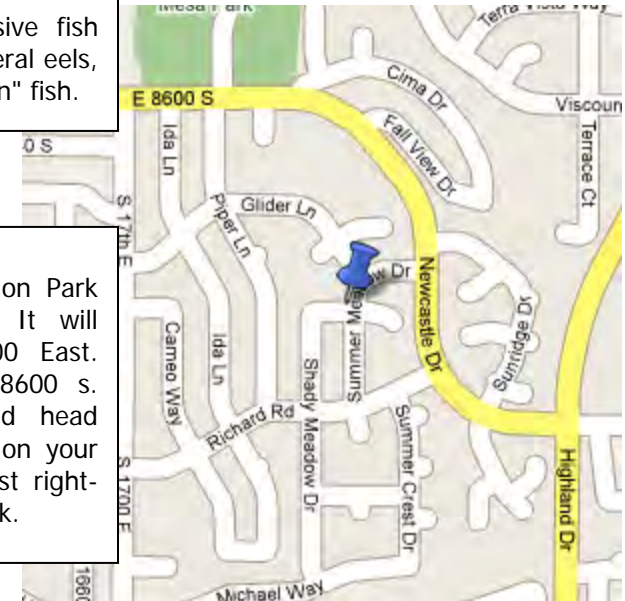 sive fish
eral eels,
n" fish.
on Park
It will
00 East.
8600 s.
d head
on your
st right-
k.
Mesa Park
Terra Vista Way
Cima Dr
E 8600 S
Viscoun
Fall View Dr
Terrace Ct
0 S
Ida Ln
S 17th E
Piper Ln
Glider Ln
ow Dr
Newcastle Dr
Summer Me
Sunridge Dr
Cameo Way
Ida Ln
Shady Meadow Dr
Richard Rd
Summer Crest Dr
S 1700 E
Highland Dr
1660
Michael Way